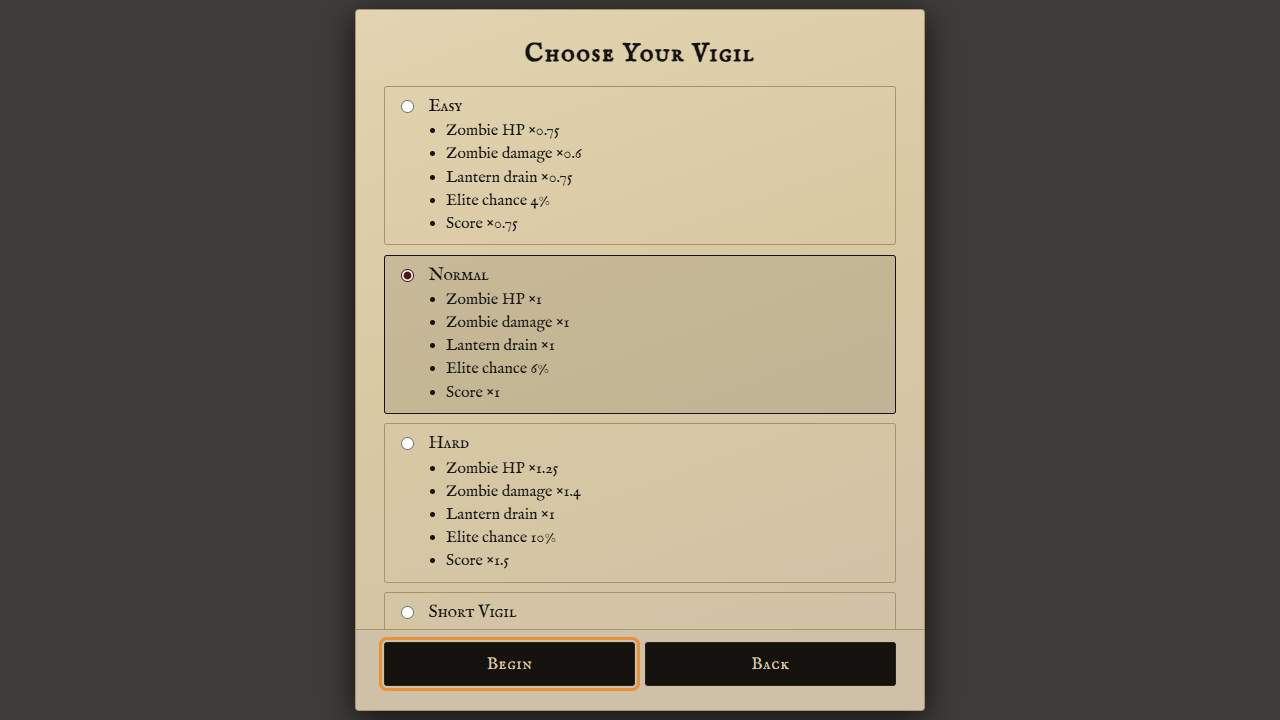 Choose Your Vigil
Easy
• Zombie HP ×0.75
• Zombie damage ×0.6
• Lantern drain ×0.75
• Elite chance 4%
• Score ×0.75
Normal
• Zombie HP ×1
• Zombie damage ×1
• Lantern drain ×1
• Elite chance 6%
• Score ×1
Hard
• Zombie HP ×1.25
• Zombie damage ×1.4
• Lantern drain ×1
• Elite chance 10%
• Score ×1.5
Short Vigil
Begin
Back